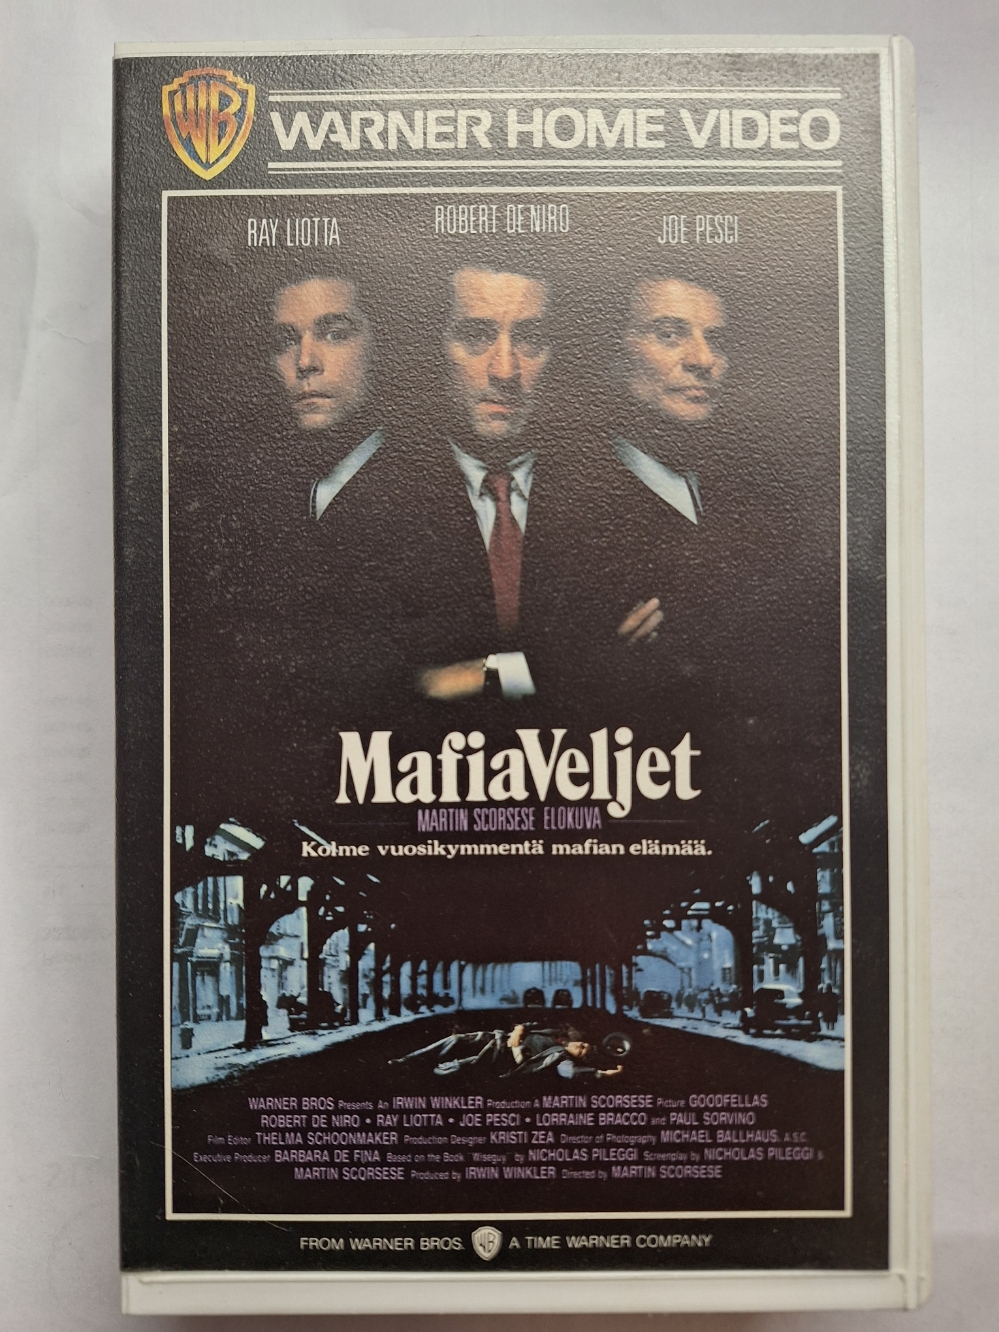 WB WARNER HOME VIDEO
RAY LIOTTA ROBERT DE NIRO JOE PESCI
MafiaVeljet
MARTIN SCORSESE ELOKUVA
Kolme vuosikymmentä mafian elämää.
WARNER BROS Presents An IRWIN WINKLER Production A MARTIN SCORSESE Picture GOODFELLAS
ROBERT DE NIRO • RAY LIOTTA • JOE PESCI • LORRAINE BRACCO and PAUL SORVINO
Film Editor THELMA SCHOONMAKER Production Designer KRISTI ZEA Director of Photography MICHAEL BALLHAUS, A.S.C.
Executive Producer BARBARA DE FINA Based on the Book "Wiseguy" by NICHOLAS PILEGGI Screenplay by NICHOLAS PILEGGI &
MARTIN SCORSESE Produced by IRWIN WINKLER Directed by MARTIN SCORSESE
FROM WARNER BROS. WB A TIME WARNER COMPANY